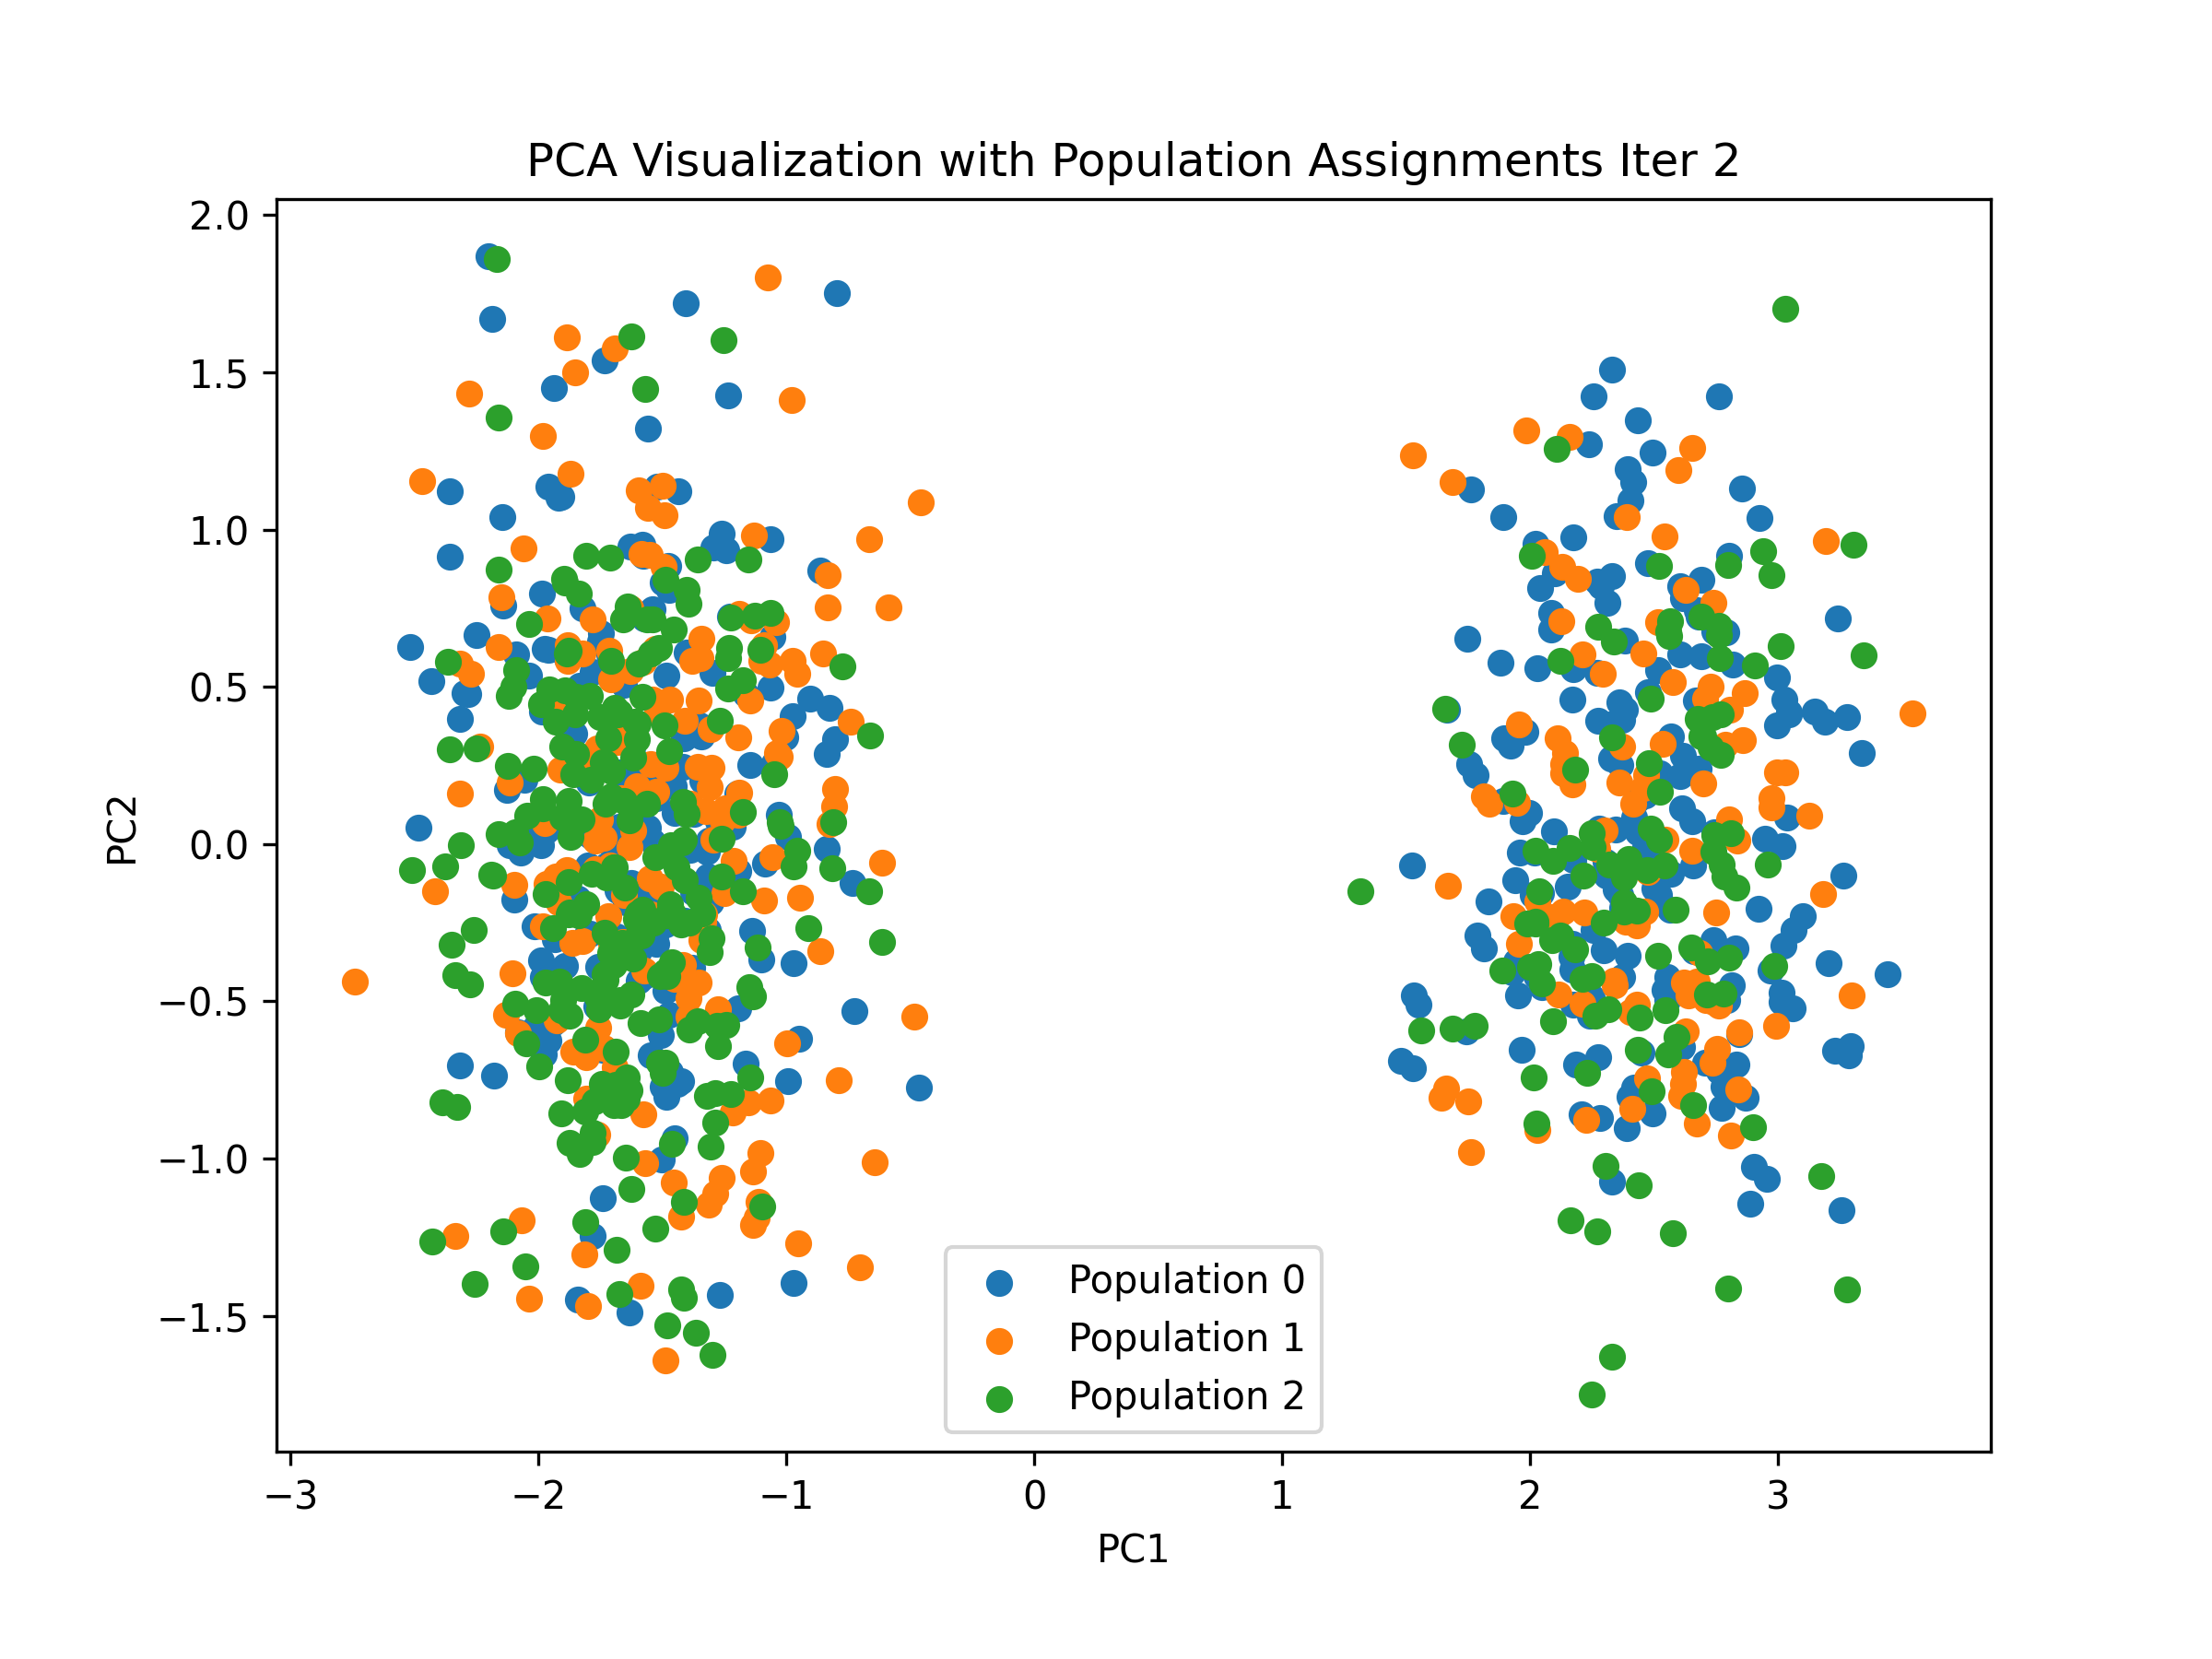 PCA Visualization with Population Assignments Iter 2
2.0
1.5
1.0
0.5
0.0
−0.5
−1.0
−1.5
PC2
Population 0
Population 1
Population 2
−3 −2 −1 0 1 2 3
PC1